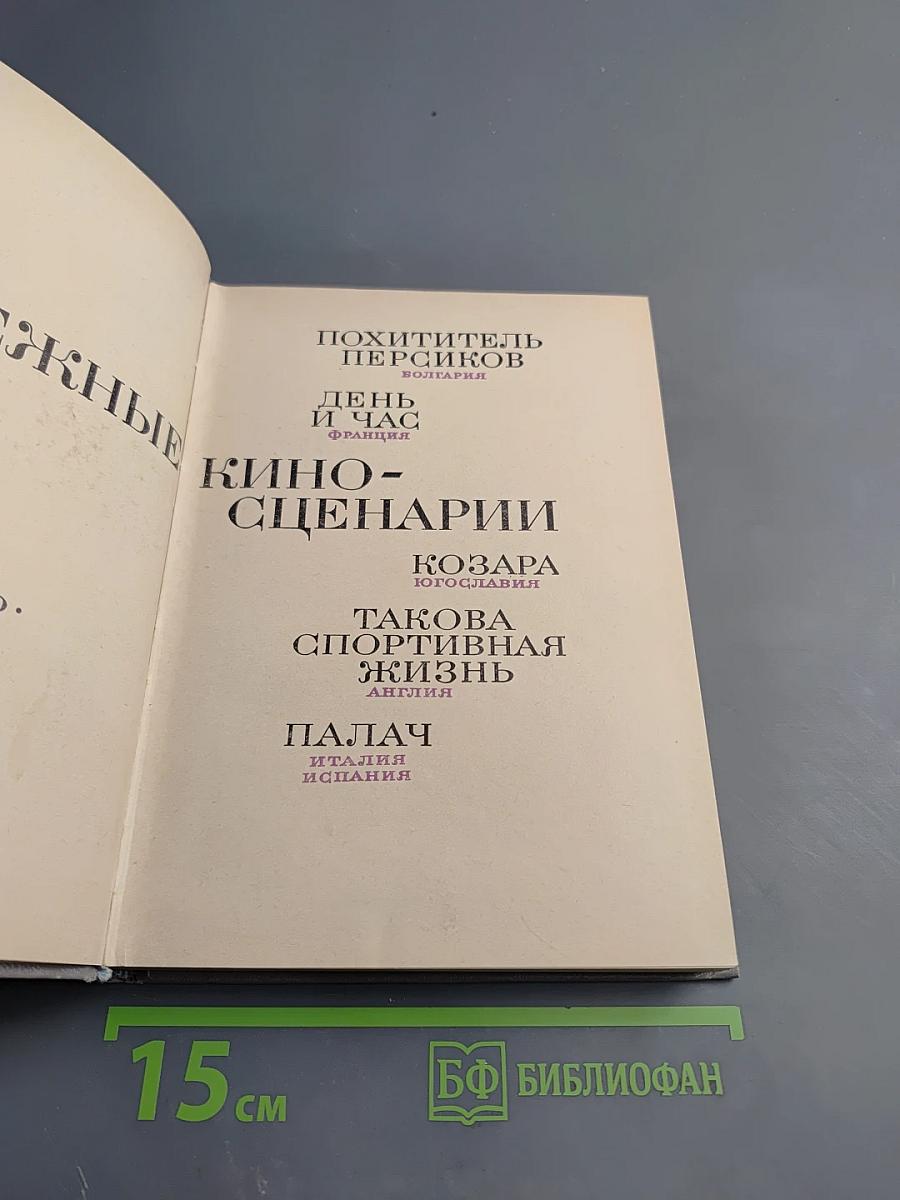 ЕЖНЫЕ
ПОХИТИТЕЛЬ
ПЕРСИКОВ
БОЛГАРИЯ
ДЕНЬ
И ЧАС
ФРАНЦИЯ
КИНО-
СЦЕНАРИИ
КОЗАРА
ЮГОСЛАВИЯ
ТАКОВА
СПОРТИВНАЯ
ЖИЗНЬ
АНГЛИЯ
ПАЛАЧ
ИТАЛИЯ
ИСПАНИЯ
15 см
БФ БИБЛИОФАН